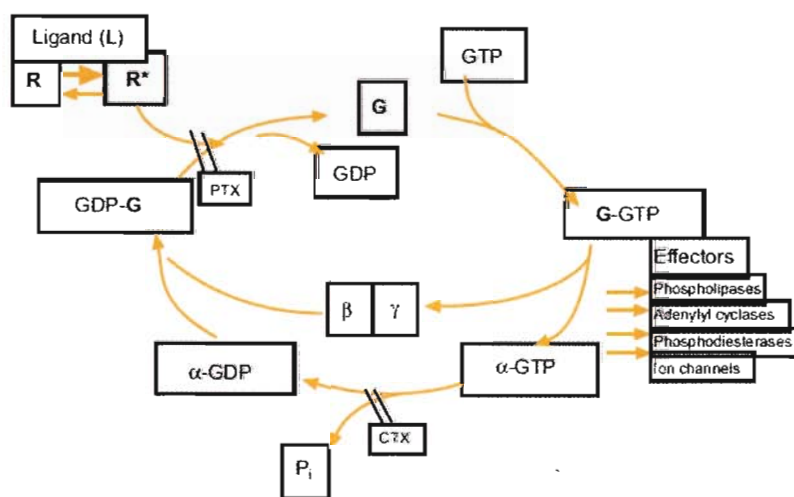 Ligand (L)
R
R*
GTP
G
GDP
PTX
GDP-G
G-GTP
Effectors
Phospholipases
Adenylyl cyclases
Phosphodiesterases
Ion channels
β
γ
α-GDP
α-GTP
CTX
Pi